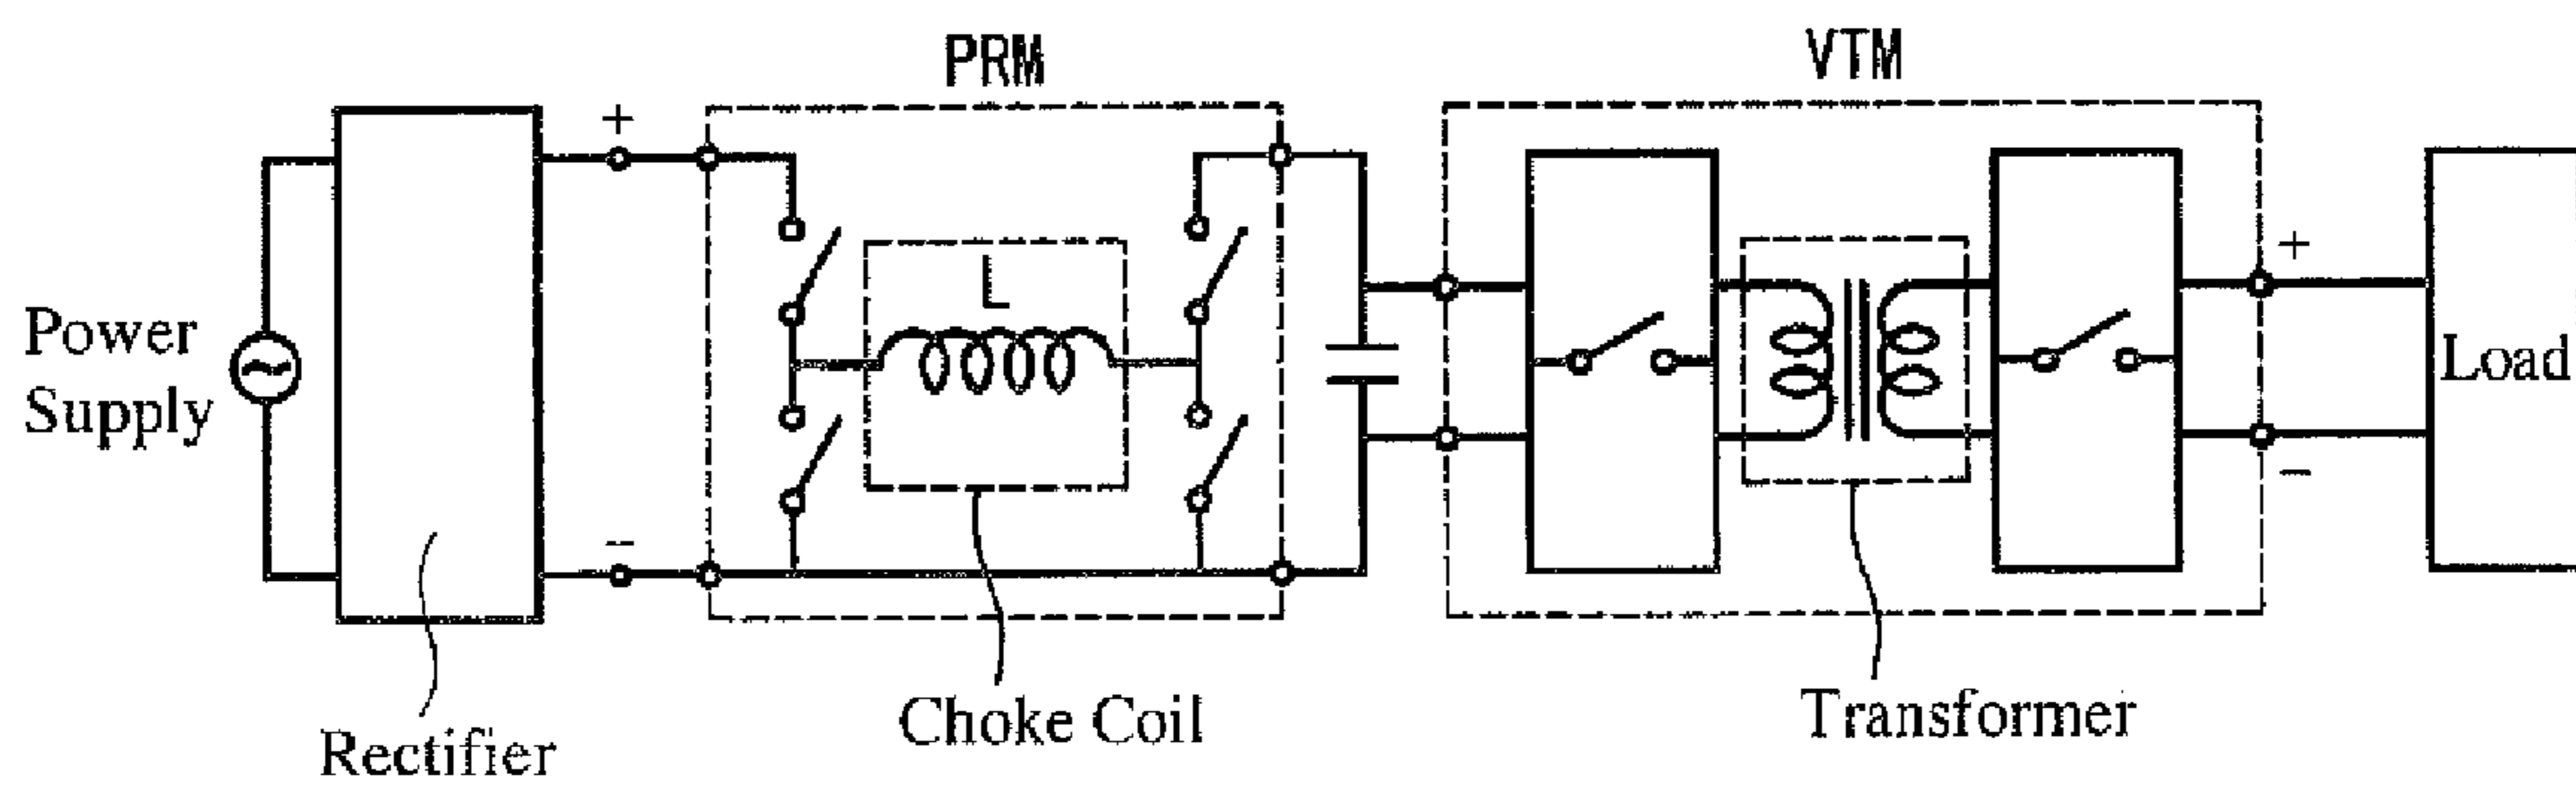 PRM
VTM
+
+
L
Power
Supply
Load
−
−
Choke Coil
Transformer
Rectifier